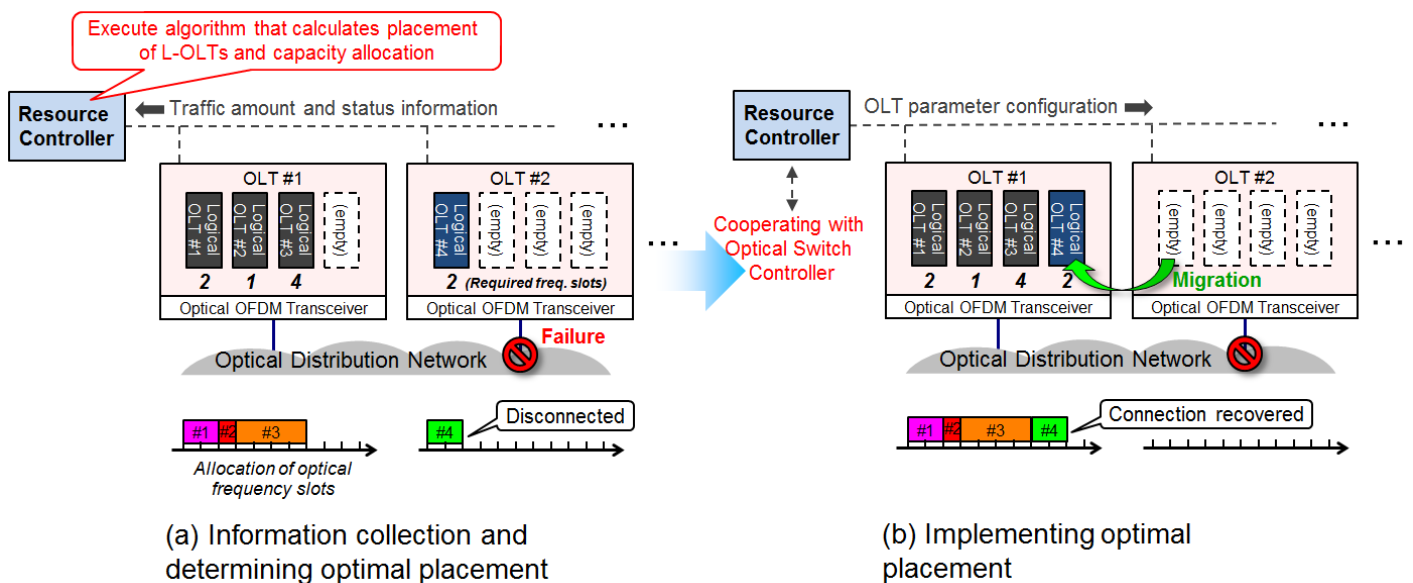 Execute algorithm that calculates placement
of L-OLTs and capacity allocation
Resource
Controller
Traffic amount and status information
...
OLT #1
Logical
OLT #1
Logical
OLT #2
Logical
OLT #3
(empty)
2
1
4
Optical OFDM Transceiver
OLT #2
Logical
OLT #4
(empty)
(empty)
(empty)
2 (Required freq. slots)
Optical OFDM Transceiver
...
Failure
Optical Distribution Network
#1
#2
#3
Allocation of optical
frequency slots
#4
Disconnected
(a) Information collection and
determining optimal placement
Resource
Controller
OLT parameter configuration
...
Cooperating with
Optical Switch
Controller
OLT #1
Logical
OLT #1
Logical
OLT #2
Logical
OLT #3
Logical
OLT #4
2
1
4
2
Optical OFDM Transceiver
OLT #2
(empty)
(empty)
(empty)
(empty)
Migration
Optical OFDM Transceiver
...
Optical Distribution Network
#1
#2
#3
#4
Connection recovered
(b) Implementing optimal
placement